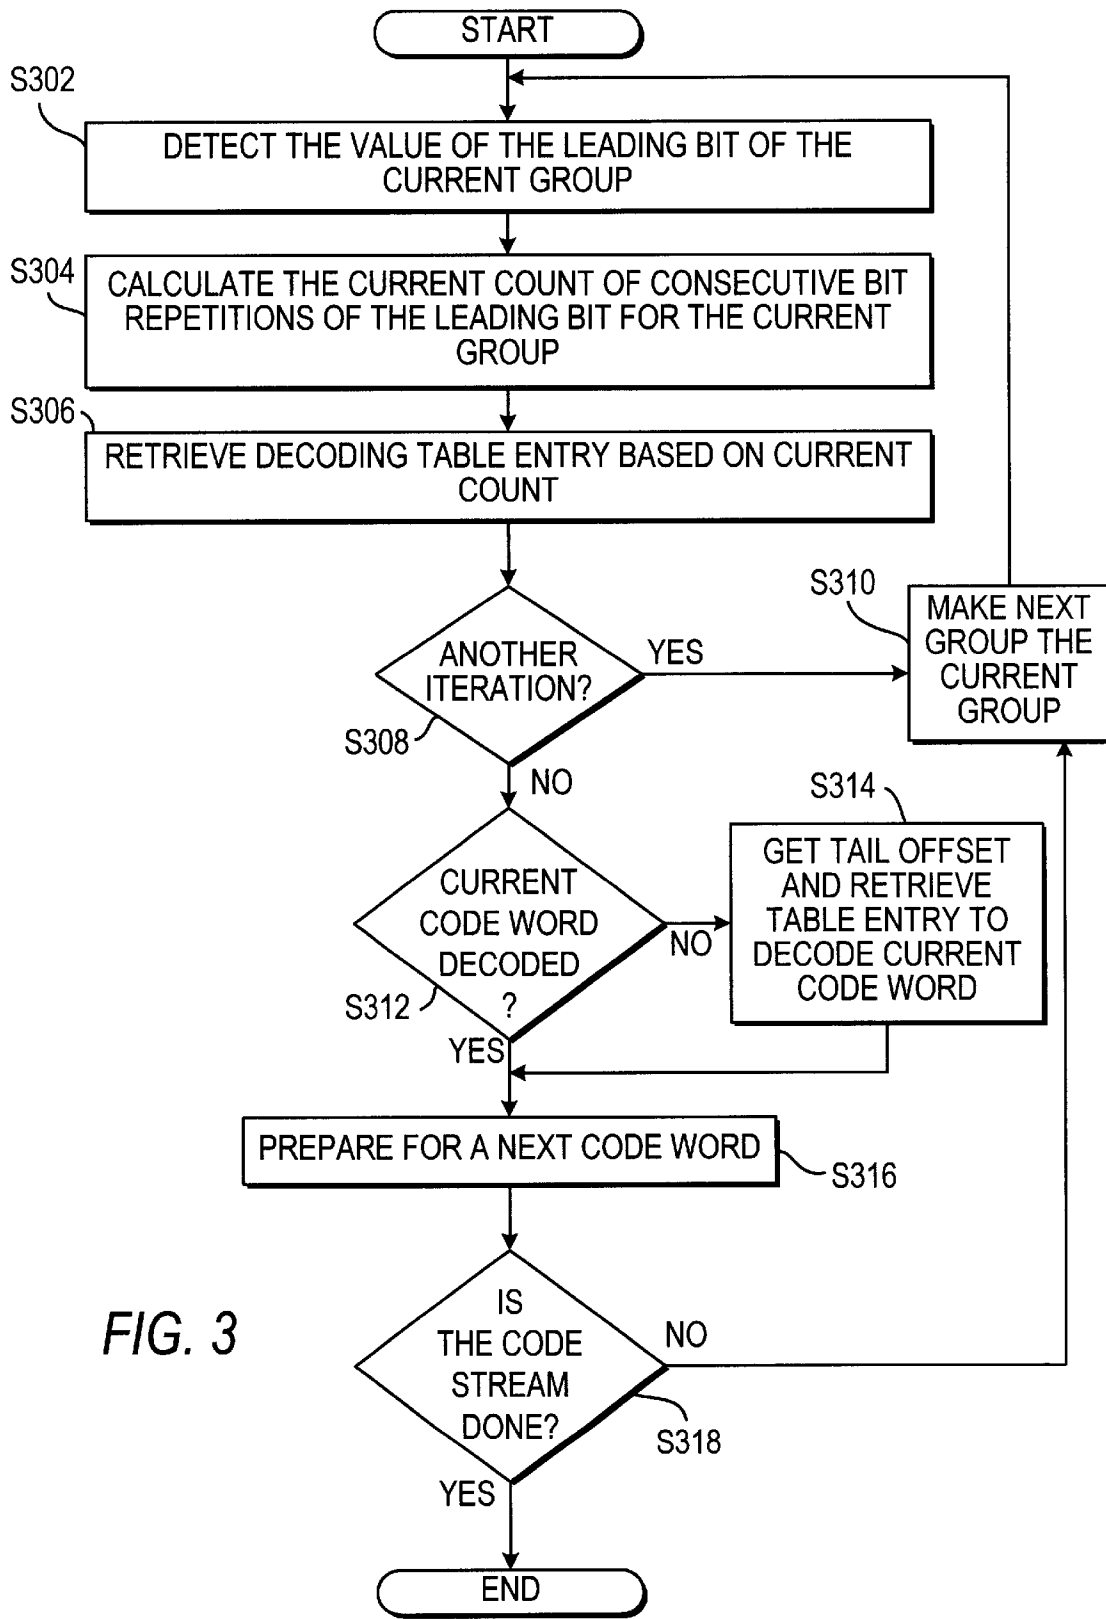 START
S302
DETECT THE VALUE OF THE LEADING BIT OF THE
CURRENT GROUP
S304
CALCULATE THE CURRENT COUNT OF CONSECUTIVE BIT
REPETITIONS OF THE LEADING BIT FOR THE CURRENT
GROUP
S306
RETRIEVE DECODING TABLE ENTRY BASED ON CURRENT
COUNT
ANOTHER
ITERATION?
S308
YES
S310
MAKE NEXT
GROUP THE
CURRENT
GROUP
NO
CURRENT
CODE WORD
DECODED
?
S312
NO
S314
GET TAIL OFFSET
AND RETRIEVE
TABLE ENTRY TO
DECODE CURRENT
CODE WORD
YES
PREPARE FOR A NEXT CODE WORD
S316
IS
THE CODE
STREAM
DONE?
NO
S318
YES
END
FIG. 3